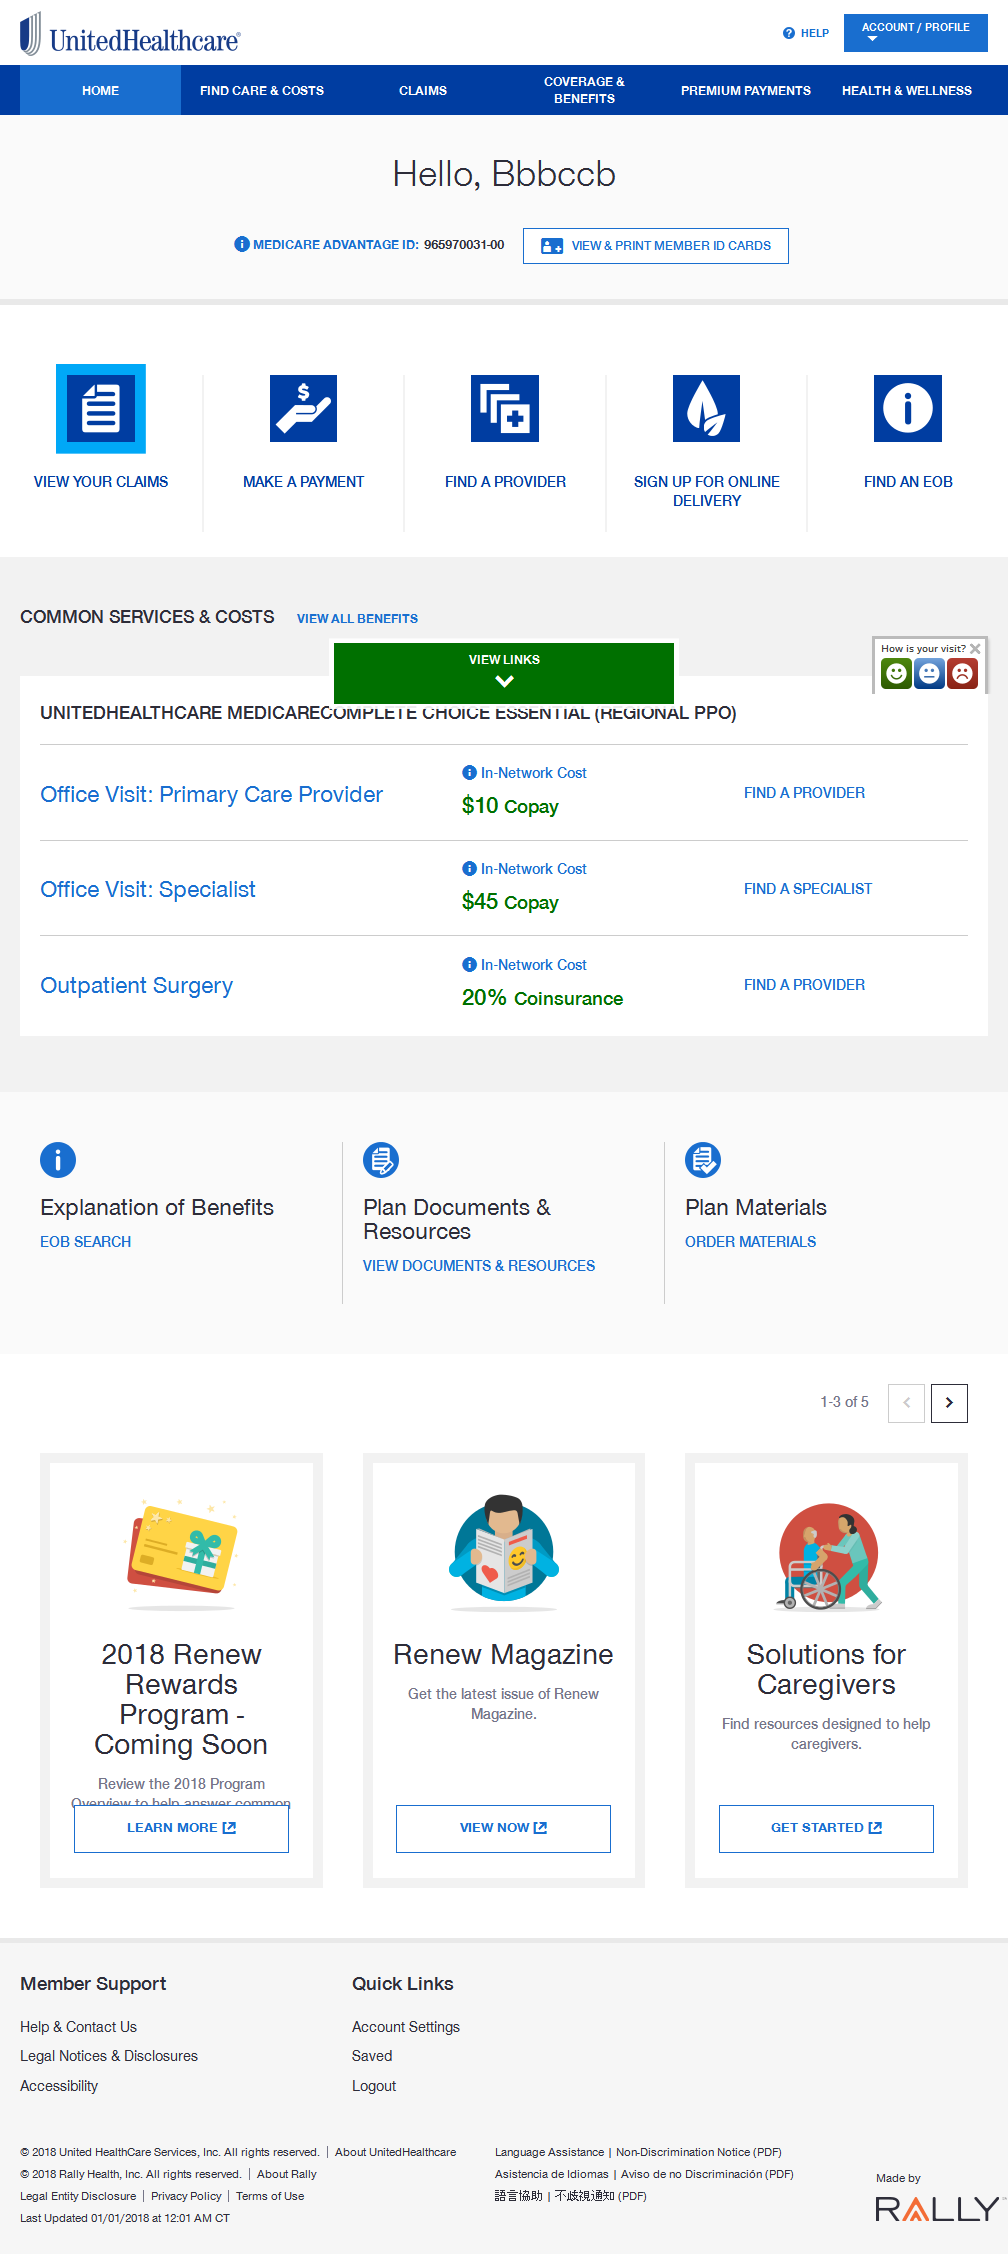 UnitedHealthcare®
HELP
ACCOUNT / PROFILE
HOME
FIND CARE & COSTS
CLAIMS
COVERAGE &
BENEFITS
PREMIUM PAYMENTS
HEALTH & WELLNESS
Hello, Bbbccb
MEDICARE ADVANTAGE ID: 965970031-00
VIEW & PRINT MEMBER ID CARDS
VIEW YOUR CLAIMS
MAKE A PAYMENT
FIND A PROVIDER
SIGN UP FOR ONLINE
DELIVERY
FIND AN EOB
COMMON SERVICES & COSTS
VIEW ALL BENEFITS
VIEW LINKS
How is your visit?
UNITEDHEALTHCARE MEDICARECOMPLETE CHOICE ESSENTIAL (REGIONAL PPO)
Office Visit: Primary Care Provider
In-Network Cost
$10 Copay
FIND A PROVIDER
Office Visit: Specialist
In-Network Cost
$45 Copay
FIND A SPECIALIST
Outpatient Surgery
In-Network Cost
20% Coinsurance
FIND A PROVIDER
Explanation of Benefits
EOB SEARCH
Plan Documents &
Resources
VIEW DOCUMENTS & RESOURCES
Plan Materials
ORDER MATERIALS
1-3 of 5
2018 Renew
Rewards
Program -
Coming Soon
Review the 2018 Program
Overview to help answer common
LEARN MORE
Renew Magazine
Get the latest issue of Renew
Magazine.
VIEW NOW
Solutions for
Caregivers
Find resources designed to help
caregivers.
GET STARTED
Member Support
Help & Contact Us
Legal Notices & Disclosures
Accessibility
Quick Links
Account Settings
Saved
Logout
© 2018 United HealthCare Services, Inc. All rights reserved. | About UnitedHealthcare
© 2018 Rally Health, Inc. All rights reserved. | About Rally
Legal Entity Disclosure | Privacy Policy | Terms of Use
Last Updated 01/01/2018 at 12:01 AM CT
Language Assistance | Non-Discrimination Notice (PDF)
Asistencia de Idiomas | Aviso de no Discriminación (PDF)
語言協助 | 不歧視通知 (PDF)
Made by
RALLY